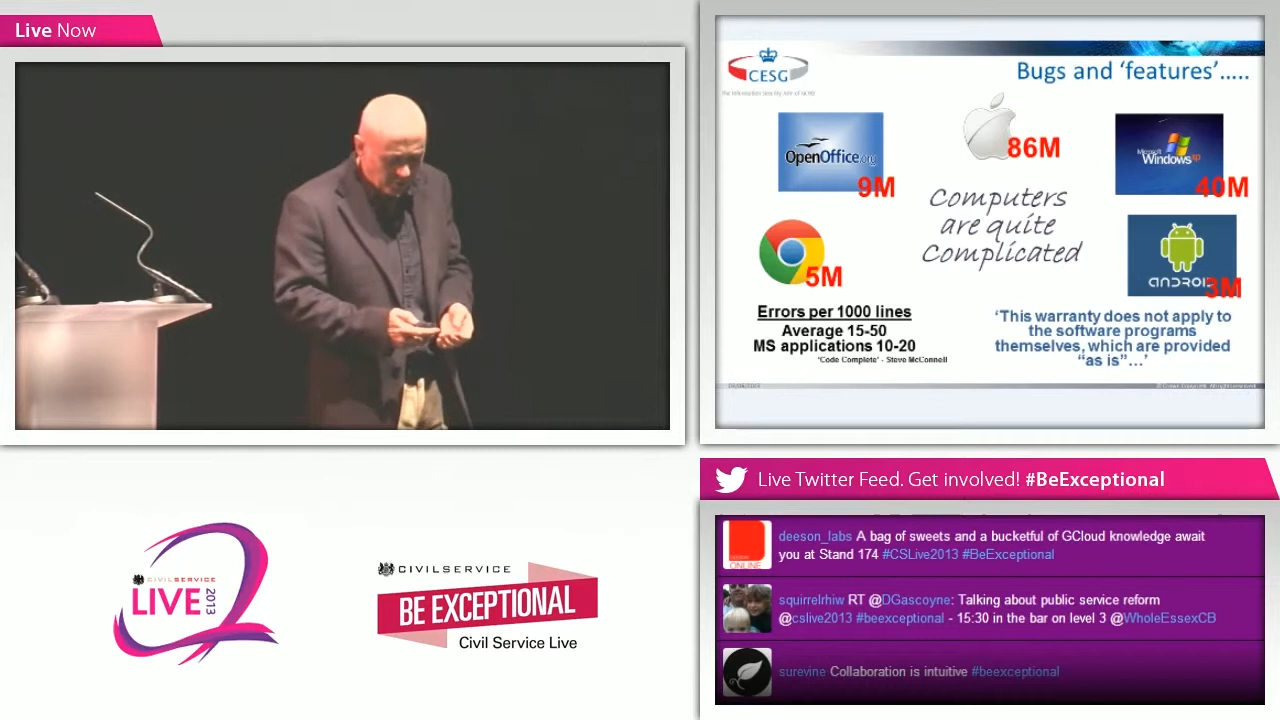 Live Now
CESG
Bugs and ‘features’.....
OpenOffice.org
9M
86M
Microsoft
Windows xp
40M
Computers
are quite
Complicated
5M
ANDROID
3M
Errors per 1000 lines
Average 15-50
MS applications 10-20
‘Code Complete’ - Steve McConnell
‘This warranty does not apply to
the software programs
themselves, which are provided
“as is”…’
Live Twitter Feed. Get involved! #BeExceptional
deeson_labs A bag of sweets and a bucketful of GCloud knowledge await
you at Stand 174 #CSLive2013 #BeExceptional
ONLINE
squirrelrhiw RT @DGascoyne: Talking about public service reform
@cslive2013 #beexceptional - 15:30 in the bar on level 3 @WholeEssexCB
surevine Collaboration is intuitive #beexceptional
CIVILSERVICE
LIVE 2013
CIVILSERVICE
BE EXCEPTIONAL
Civil Service Live